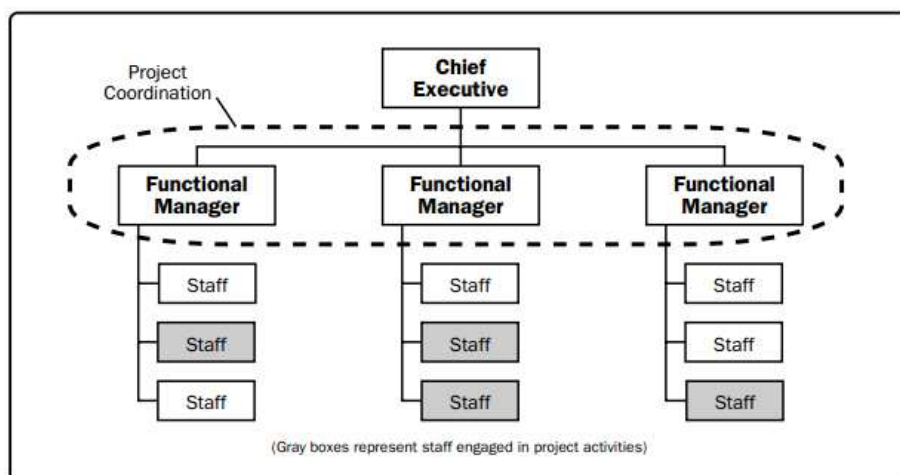 Project
Coordination
Chief
Executive
Functional
Manager
Functional
Manager
Functional
Manager
Staff
Staff
Staff
Staff
Staff
Staff
Staff
Staff
Staff
(Gray boxes represent staff engaged in project activities)